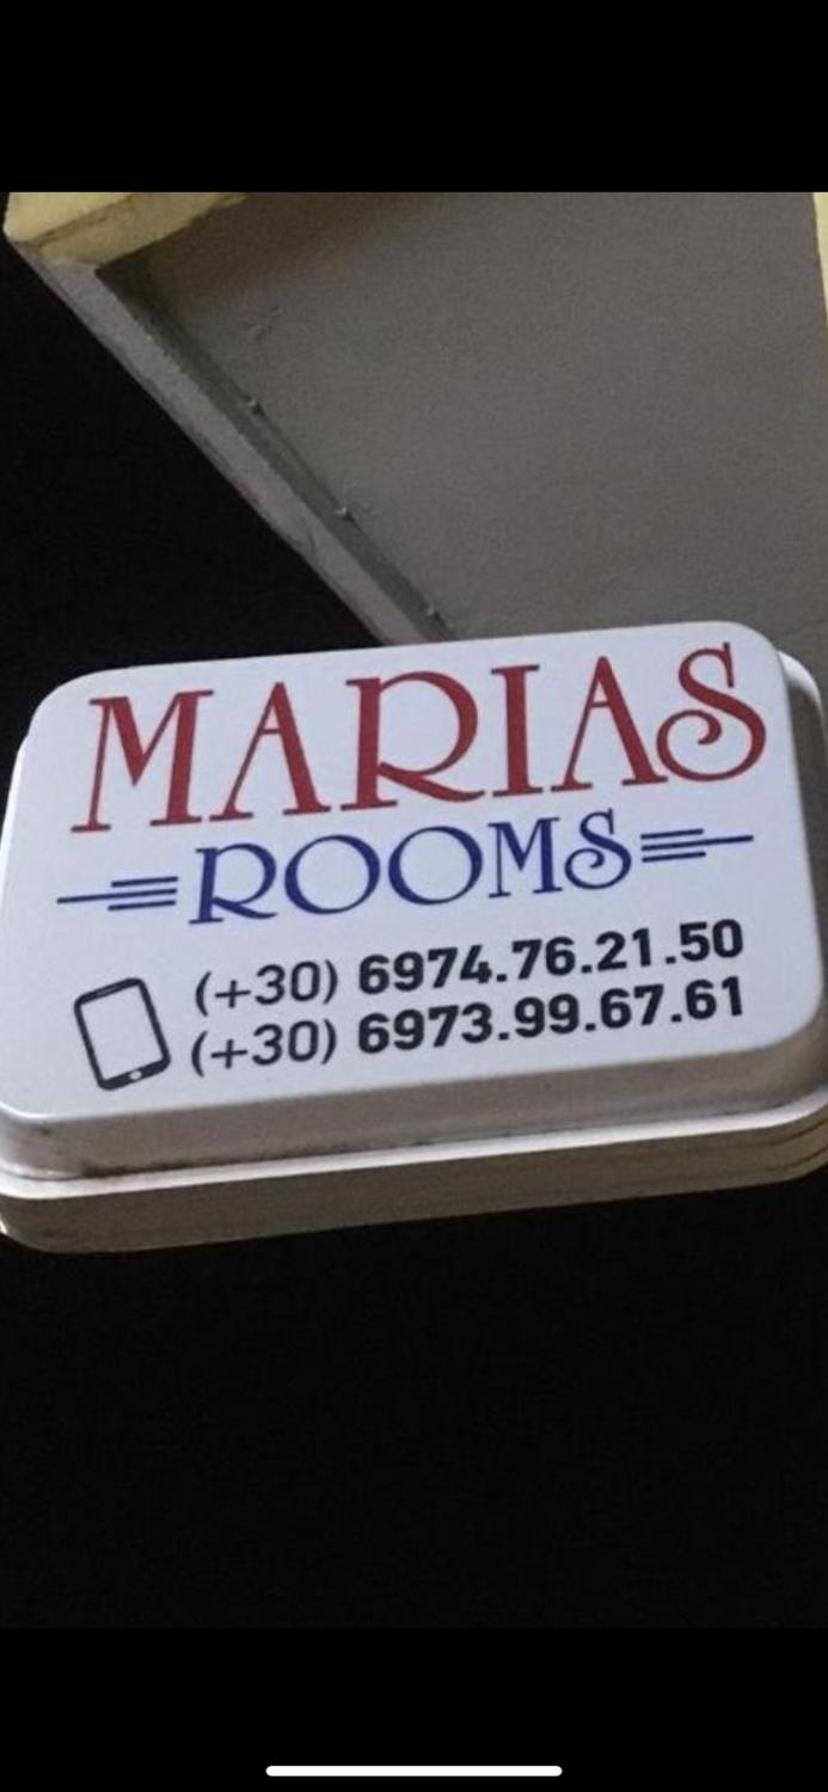 MARIAS
ROOMS
(+30) 6974.76.21.50
(+30) 6973.99.67.61